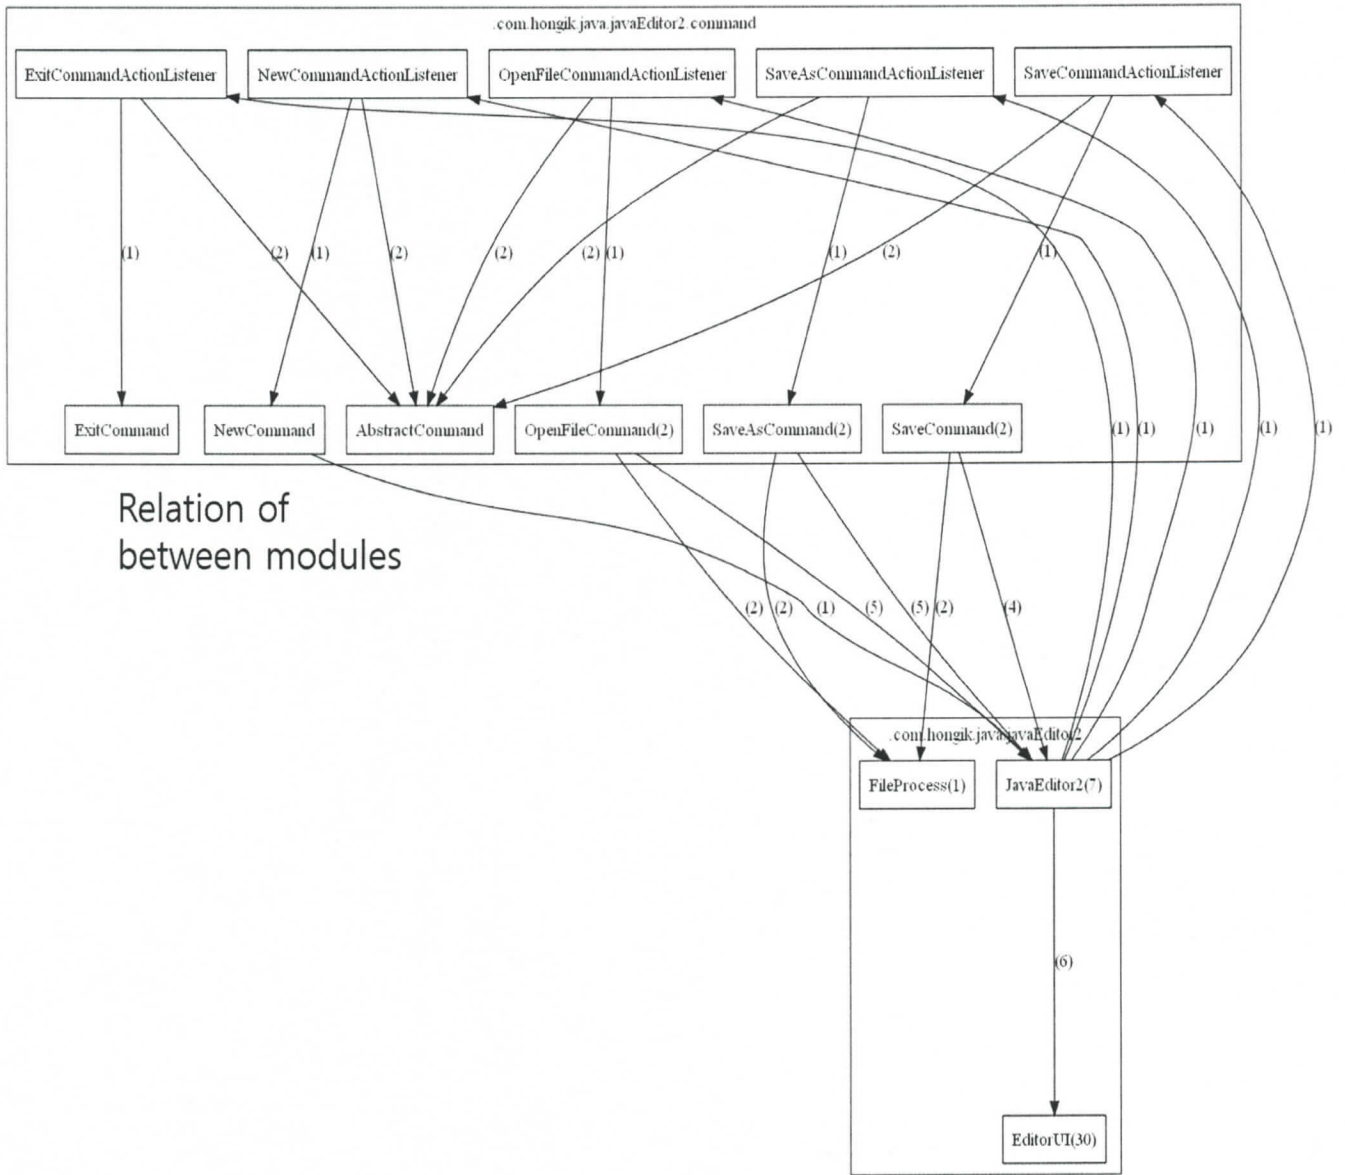 .com.hongik.java.javaEditor2.command
ExitCommandActionListener
NewCommandActionListener
OpenFileCommandActionListener
SaveAsCommandActionListener
SaveCommandActionListener
(1)
(2)
(1)
(2)
(2)
(2)
(1)
(1)
(2)
(1)
ExitCommand
NewCommand
AbstractCommand
OpenFileCommand(2)
SaveAsCommand(2)
SaveCommand(2)
(1)
(1)
(1)
(1)
(1)
Relation of
between modules
(2)
(2)
(1)
(5)
(5)
(2)
(4)
.com.hongik.java.javaEditor2
FileProcess(1)
JavaEditor2(7)
(6)
EditorUI(30)